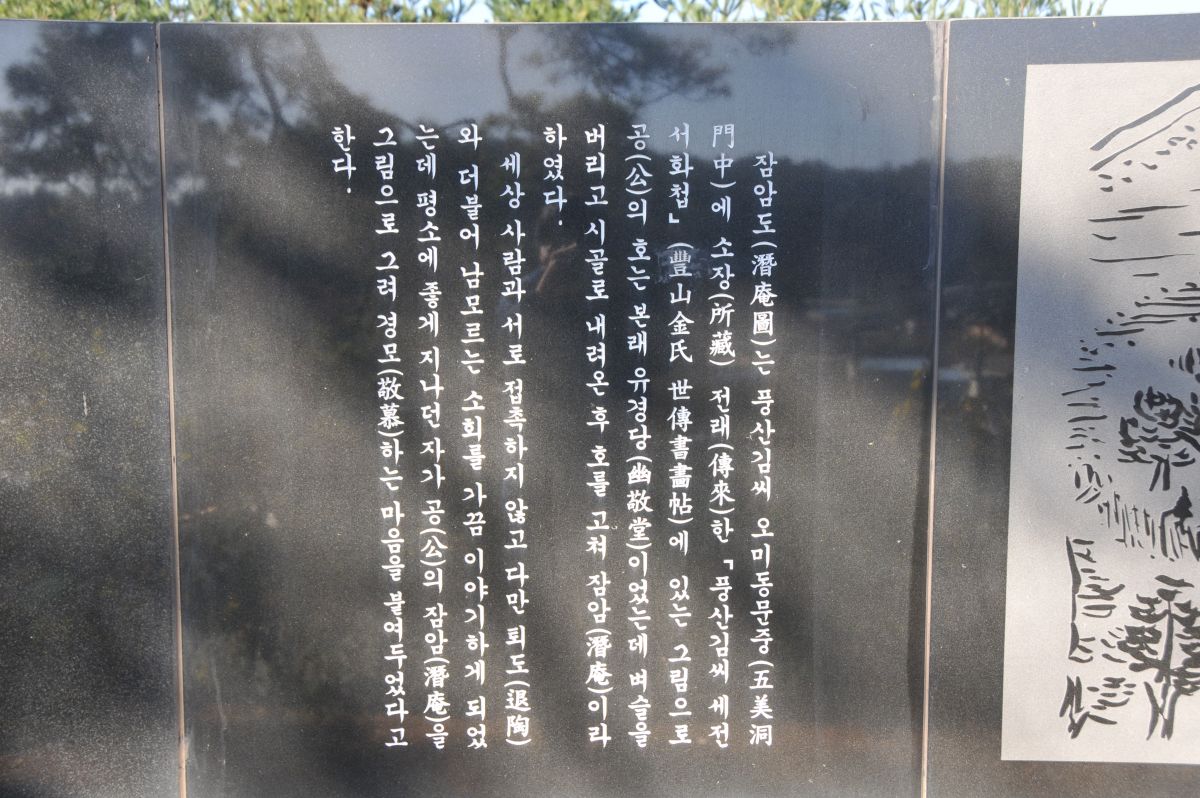 잠암도(潛庵圖)는 풍산김씨 오미동문중(五美洞
門中)에 소장(所藏) 전래(傳來)한 「풍산김씨 세전
서화첩」(豊山金氏 世傳書畵帖)에 있는 그림으로
공(公)의 호는 본래 유경당(幽敬堂)이었는데 벼슬을
버리고 시골로 내려온 후 호를 고쳐 잠암(潛庵)이라
하였다.
세상 사람과 서로 접촉하지 않고 다만 퇴도(退陶)
와 더불어 남모르는 소회를 가끔 이야기하게 되었
는데 평소에 좋게 지나던 자가 공(公)의 잠암(潛庵)을
그림으로 그려 경모(敬慕)하는 마음을 붙여두었다고
한다.